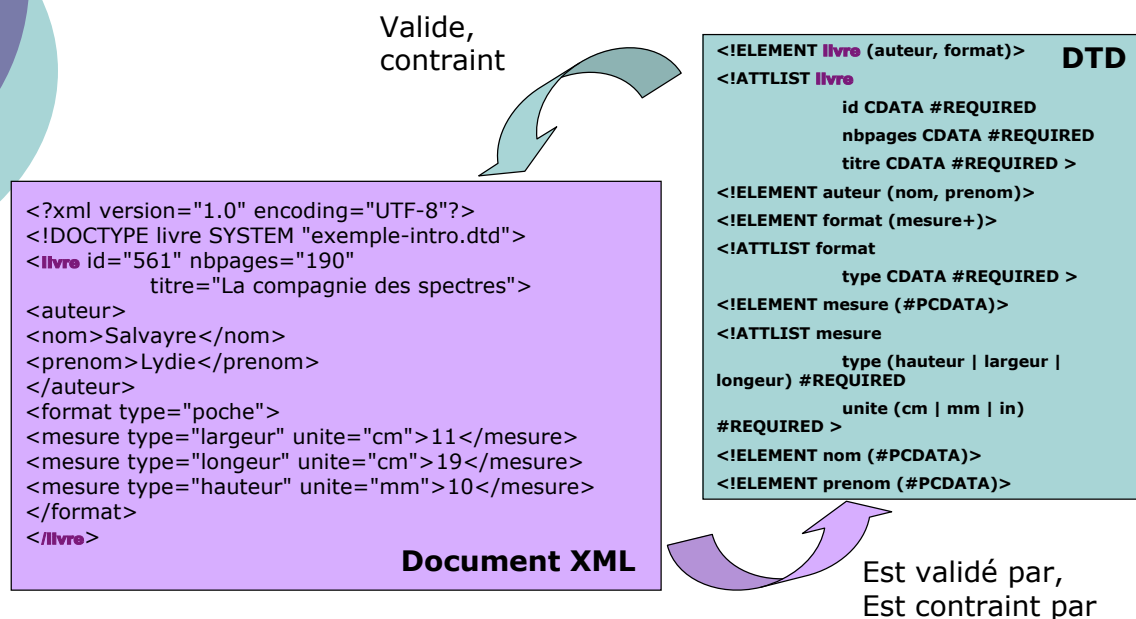 Valide,
contraint
<!ELEMENT livre (auteur, format)>
DTD
<!ATTLIST livre
id CDATA #REQUIRED
nbpages CDATA #REQUIRED
titre CDATA #REQUIRED >
<!ELEMENT auteur (nom, prenom)>
<!ELEMENT format (mesure+)>
<!ATTLIST format
type CDATA #REQUIRED >
<!ELEMENT mesure (#PCDATA)>
<!ATTLIST mesure
type (hauteur | largeur |
longeur) #REQUIRED
unite (cm | mm | in)
#REQUIRED >
<!ELEMENT nom (#PCDATA)>
<!ELEMENT prenom (#PCDATA)>
<?xml version="1.0" encoding="UTF-8"?>
<!DOCTYPE livre SYSTEM "exemple-intro.dtd">
<livre id="561" nbpages="190"
titre="La compagnie des spectres">
<auteur>
<nom>Salvayre</nom>
<prenom>Lydie</prenom>
</auteur>
<format type="poche">
<mesure type="largeur" unite="cm">11</mesure>
<mesure type="longeur" unite="cm">19</mesure>
<mesure type="hauteur" unite="mm">10</mesure>
</format>
</livre>
Document XML
Est validé par,
Est contraint par